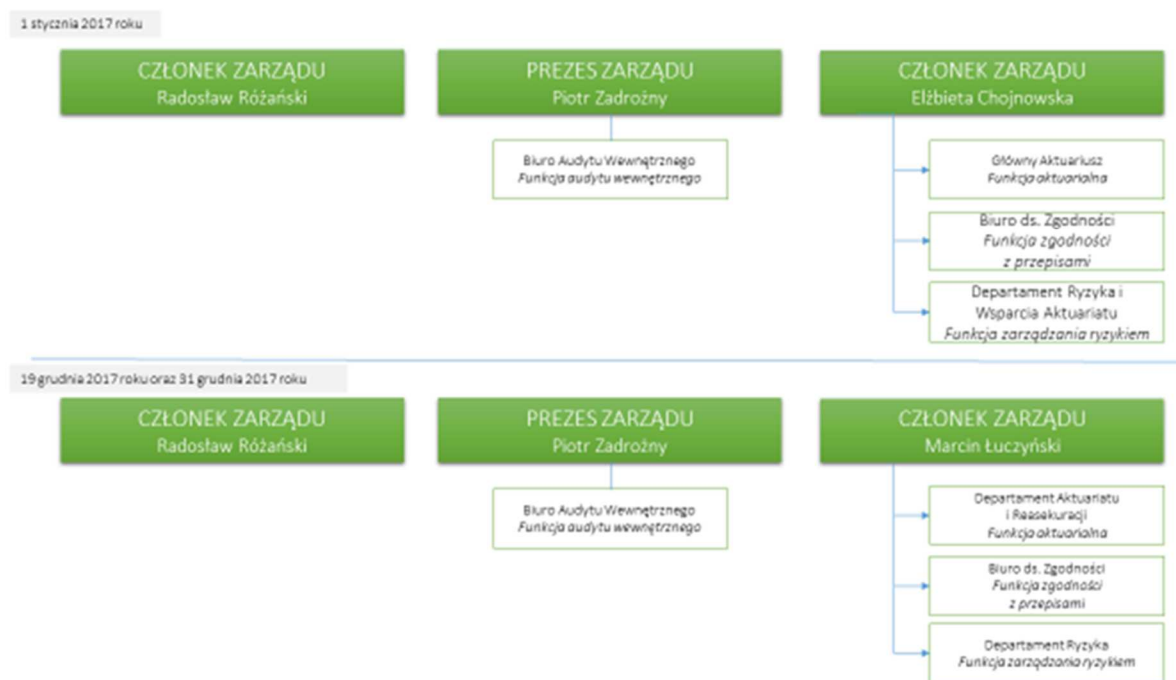 1 stycznia 2017 roku
CZŁONEK ZARZĄDU
Radosław Różański
PREZES ZARZĄDU
Piotr Zadrożny
CZŁONEK ZARZĄDU
Elżbieta Chojnowska
Biuro Audytu Wewnętrznego
Funkcja audytu wewnętrznego
Główny Aktuariusz
Funkcja aktuarialna
Biuro ds. Zgodności
Funkcja zgodności
z przepisami
Departament Ryzyka i
Wsparcia Aktuariatu
Funkcja zarządzania ryzykiem
19 grudnia 2017 roku oraz 31 grudnia 2017 roku
CZŁONEK ZARZĄDU
Radosław Różański
PREZES ZARZĄDU
Piotr Zadrożny
CZŁONEK ZARZĄDU
Marcin Łuczyński
Biuro Audytu Wewnętrznego
Funkcja audytu wewnętrznego
Departament Aktuariatu
i Reasekuracji
Funkcja aktuarialna
Biuro ds. Zgodności
Funkcja zgodności
z przepisami
Departament Ryzyka
Funkcja zarządzania ryzykiem